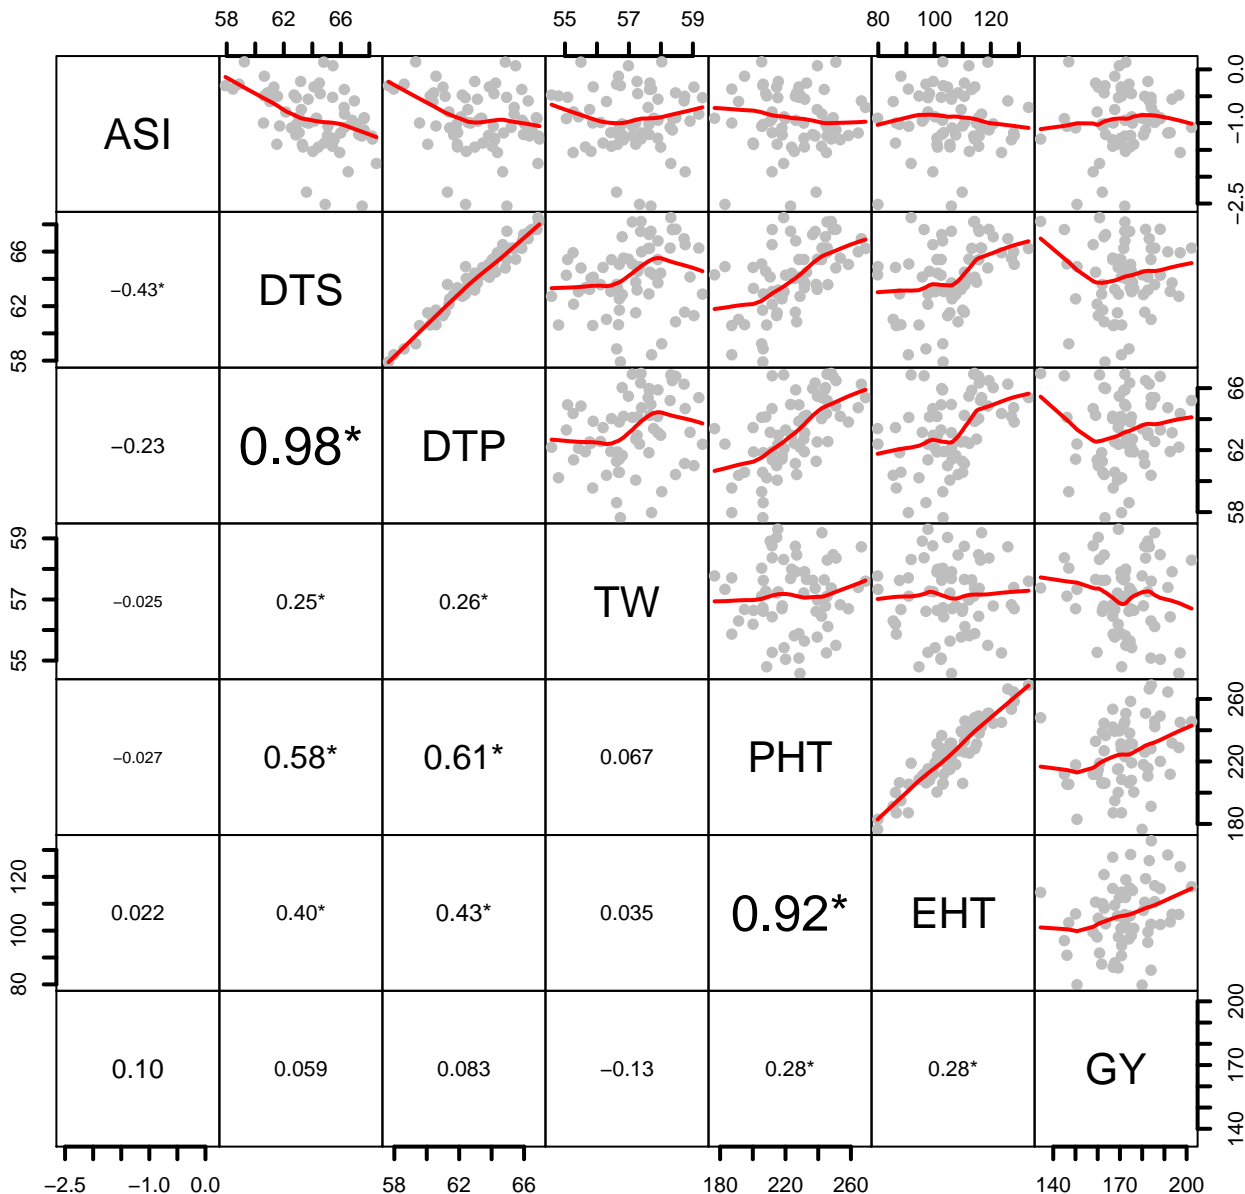 58 62 66 55 57 59 80 100 120
ASI 0.0 −1.0 −2.5
−0.43* DTS 66 62 58
−0.23 0.98* DTP 66 62 58
59 57 55 −0.025 0.25* 0.26* TW
−0.027 0.58* 0.61* 0.067 PHT 260 220 180
120 100 80 0.022 0.40* 0.43* 0.035 0.92* EHT
0.10 0.059 0.083 −0.13 0.28* 0.28* GY 200 170 140
−2.5 −1.0 0.0 58 62 66 180 220 260 140 170 200